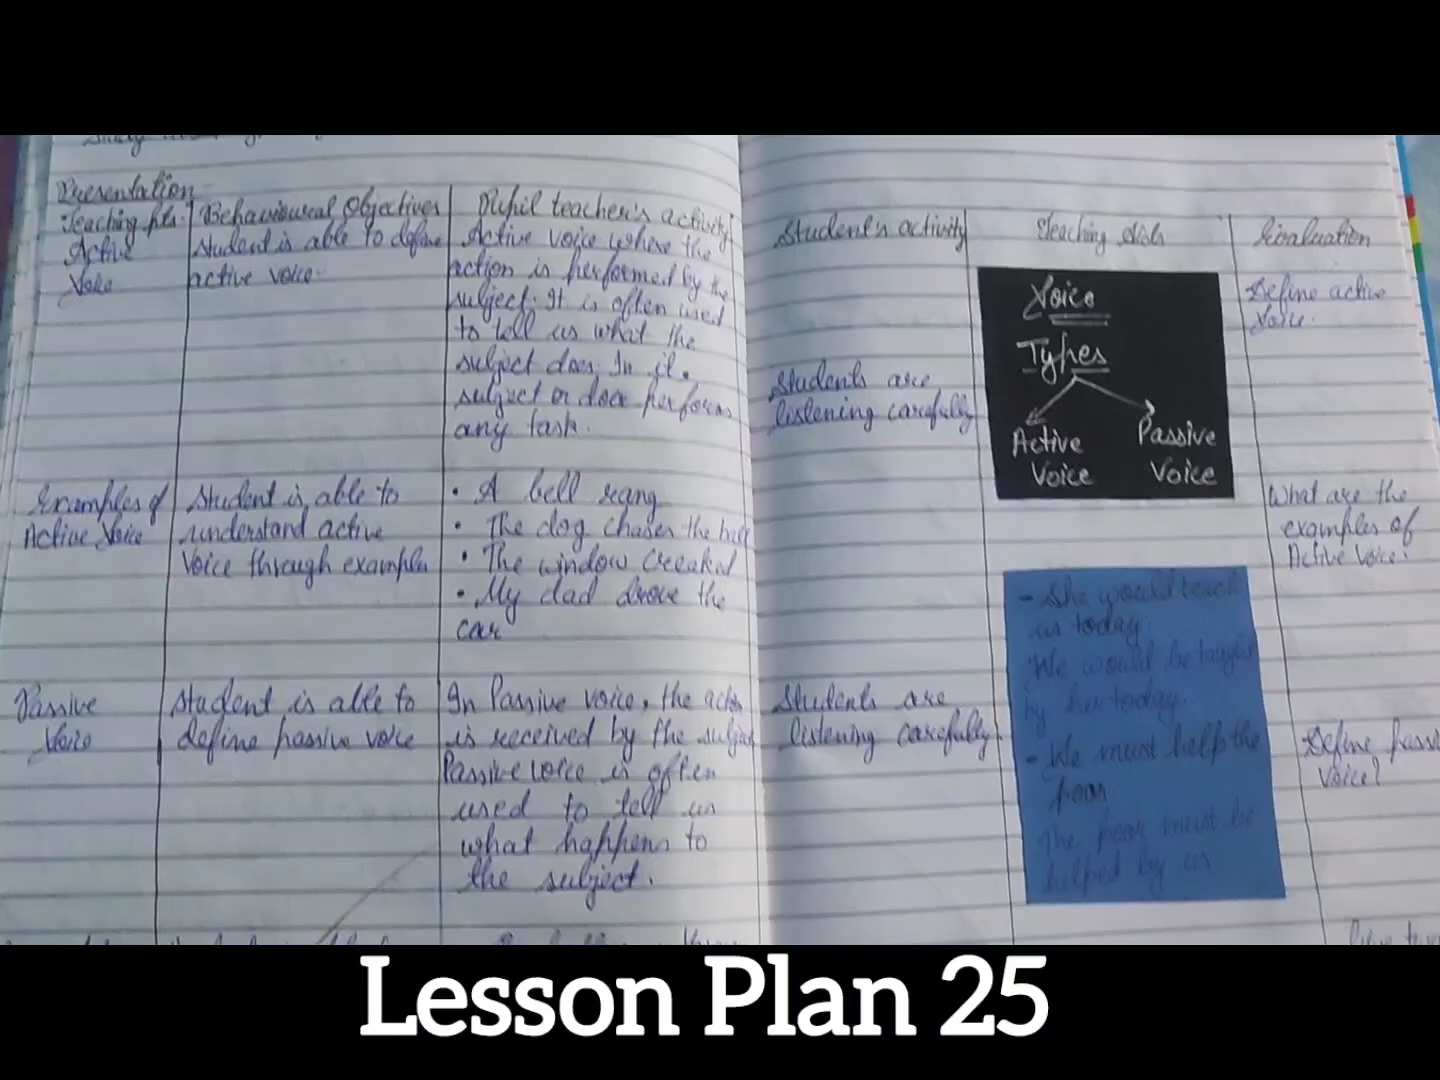 Presentation-
Teaching pts.
Behavioural Objectives
Pupil teacher's activity
Student's activity
Teaching Aids
Evaluation
Active
Voice
Student is able to define
active voice.
Active voice where the
action is performed by the
subject. It is often used
to tell us what the
subject does. In it,
subject or doer performs
any task.
Students are
listening carefully
Voice
Types
Active
Voice
Passive
Voice
Define active
Voice.
Examples of
Active Voice
Student is able to
understand active
Voice through examples
• A bell rang
• The dog chases the ball
• The window creaked
• My dad drove the
car
What are the
examples of
Active Voice.
- She would teach
us today.
We would be taught
by her today.
- We must help the
poor
The poor must be
helped by us
Passive
Voice
Student is able to
define passive voice
In Passive voice, the action
is received by the subject
Passive voice is often
used to tell us
what happens to
the subject.
Students are
listening carefully
Define passi
Voice?
Lesson Plan 25